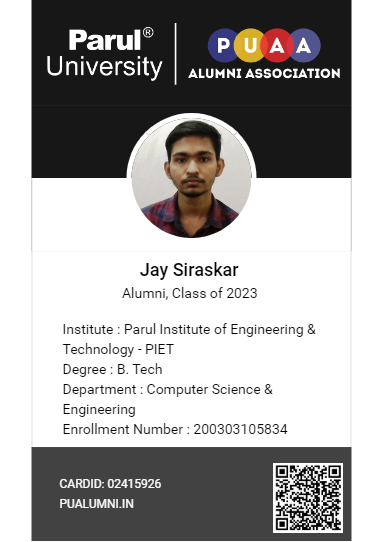 Parul®
University
PUAA
ALUMNI ASSOCIATION
Jay Siraskar
Alumni, Class of 2023
Institute : Parul Institute of Engineering &
Technology - PIET
Degree : B. Tech
Department : Computer Science &
Engineering
Enrollment Number : 200303105834
CARDID: 02415926
PUALUMNI.IN